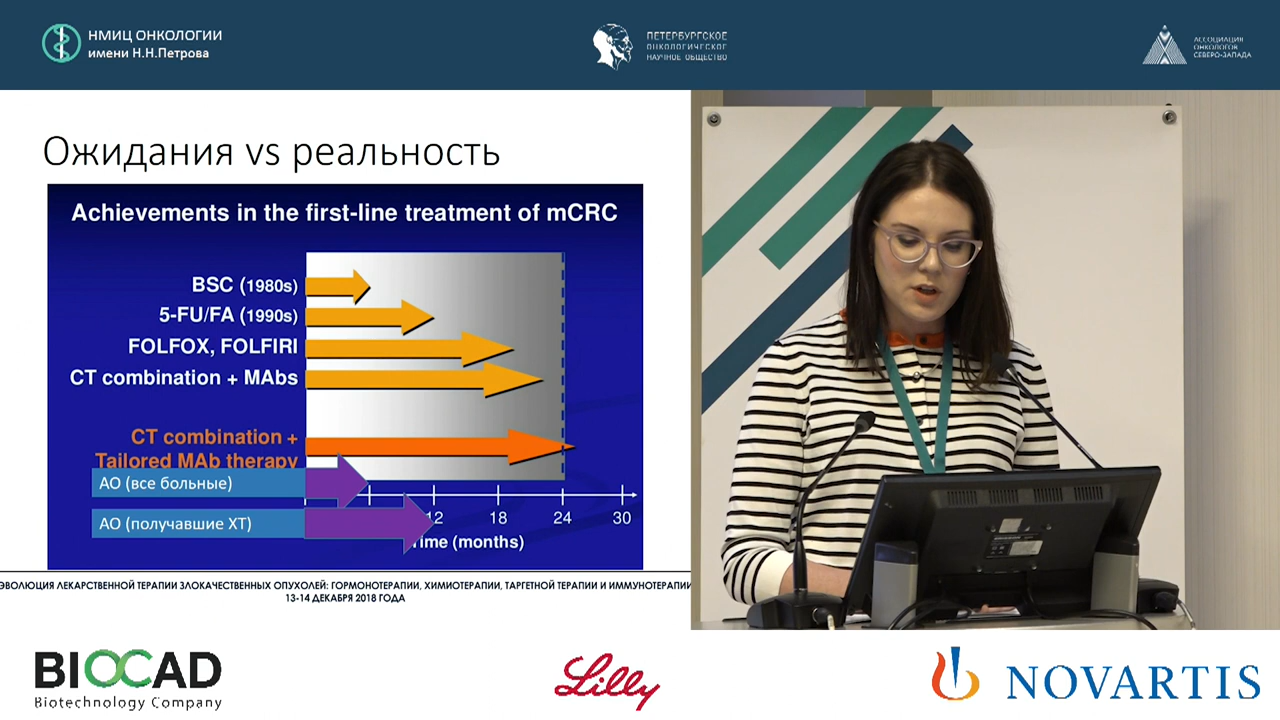 НМИЦ ОНКОЛОГИИ
имени Н.Н.Петрова
ПЕТЕРБУРГСКОЕ
ОНКОЛОГИЧЕСКОЕ
НАУЧНОЕ ОБЩЕСТВО
АССОЦИАЦИЯ
ОНКОЛОГОВ
СЕВЕРО-ЗАПАДА
Ожидания vs реальность
Achievements in the first-line treatment of mCRC
BSC (1980s)
5-FU/FA (1990s)
FOLFOX, FOLFIRI
CT combination + MAbs
CT combination +
Tailored MAb therapy
АО (все больные)
АО (получавшие ХТ)
12 18 24 30
Time (months)
ЭВОЛЮЦИЯ ЛЕКАРСТВЕННОЙ ТЕРАПИИ ЗЛОКАЧЕСТВЕННЫХ ОПУХОЛЕЙ: ГОРМОНОТЕРАПИИ, ХИМИОТЕРАПИИ, ТАРГЕТНОЙ ТЕРАПИИ И ИММУНОТЕРАПИИ
13-14 ДЕКАБРЯ 2018 ГОДА
BIOCAD
Biotechnology Company
Lilly
NOVARTIS